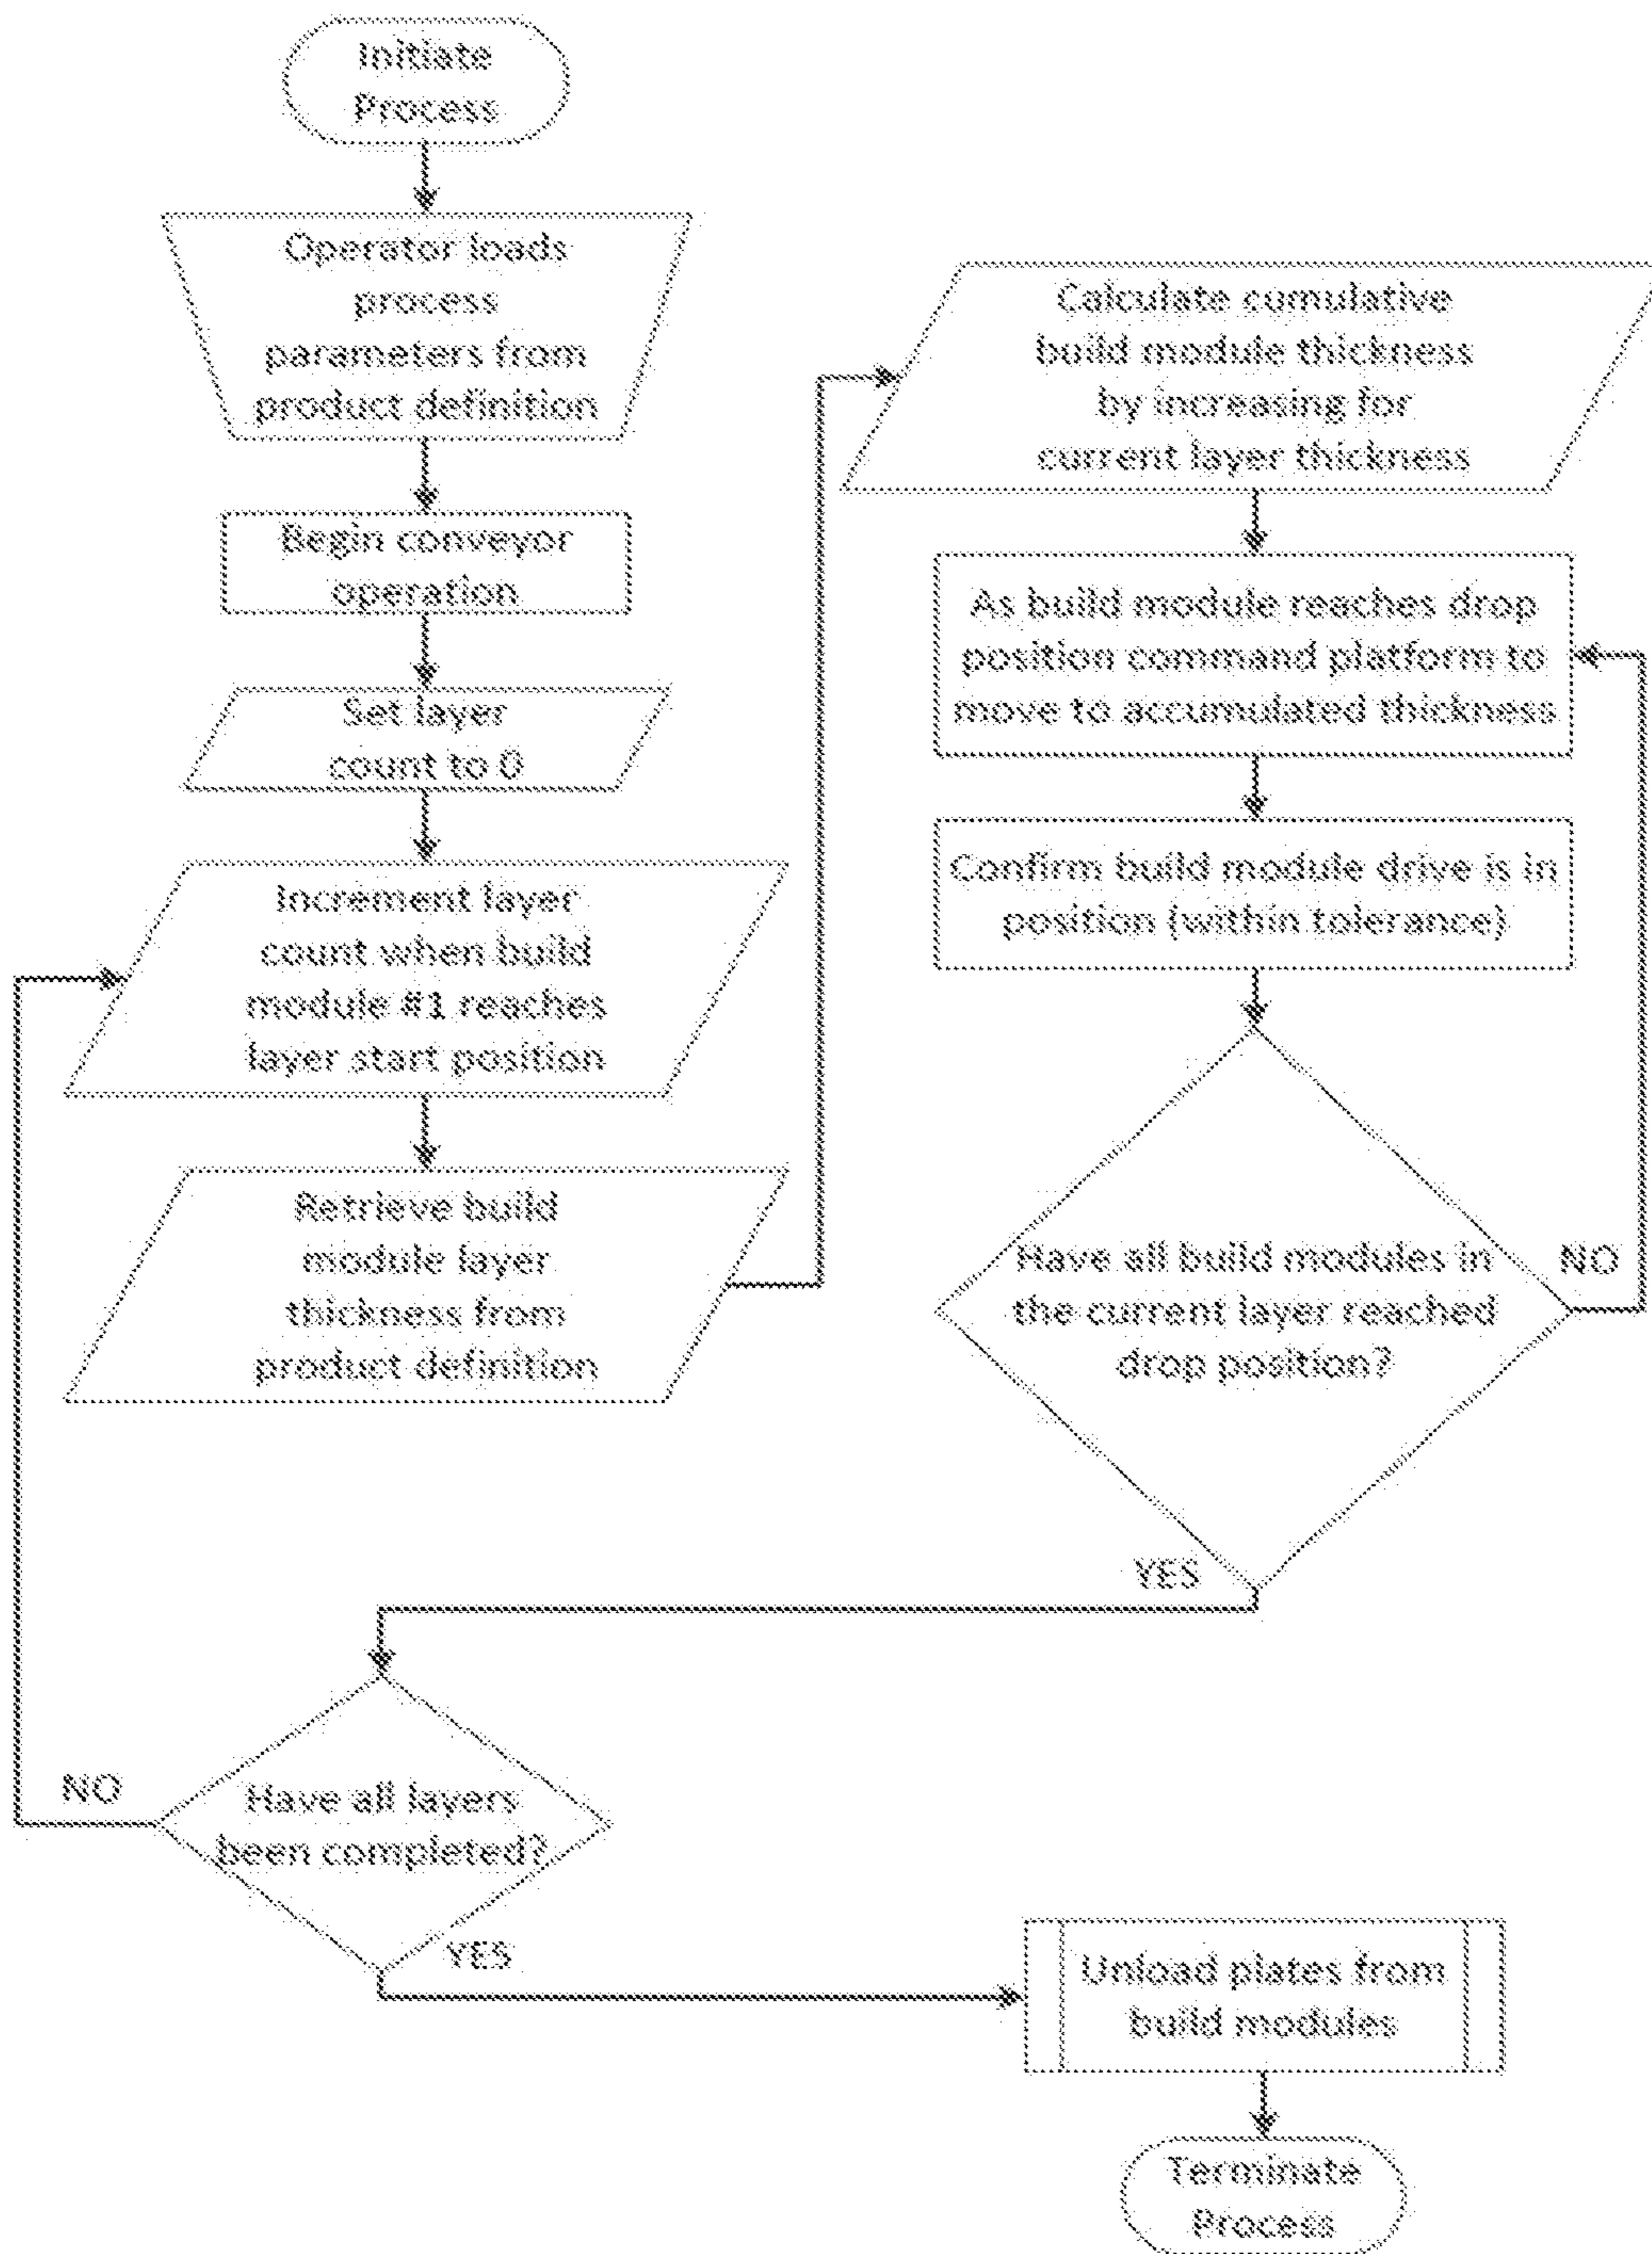 Initiate
Process
Operator loads
process
parameters from
product definition
Begin conveyor
operation
Set layer
count to 0
Increment layer
count when build
module #1 reaches
layer start position
Retrieve build
module layer
thickness from
product definition
Calculate cumulative
build module thickness
by increasing for
current layer thickness
As build module reaches drop
position command platform to
move to accumulated thickness
Confirm build module drive is in
position (within tolerance)
Have all build modules in
the current layer reached
drop position?
NO
YES
Have all layers
been completed?
NO
YES
Unload plates from
build modules
Terminate
Process